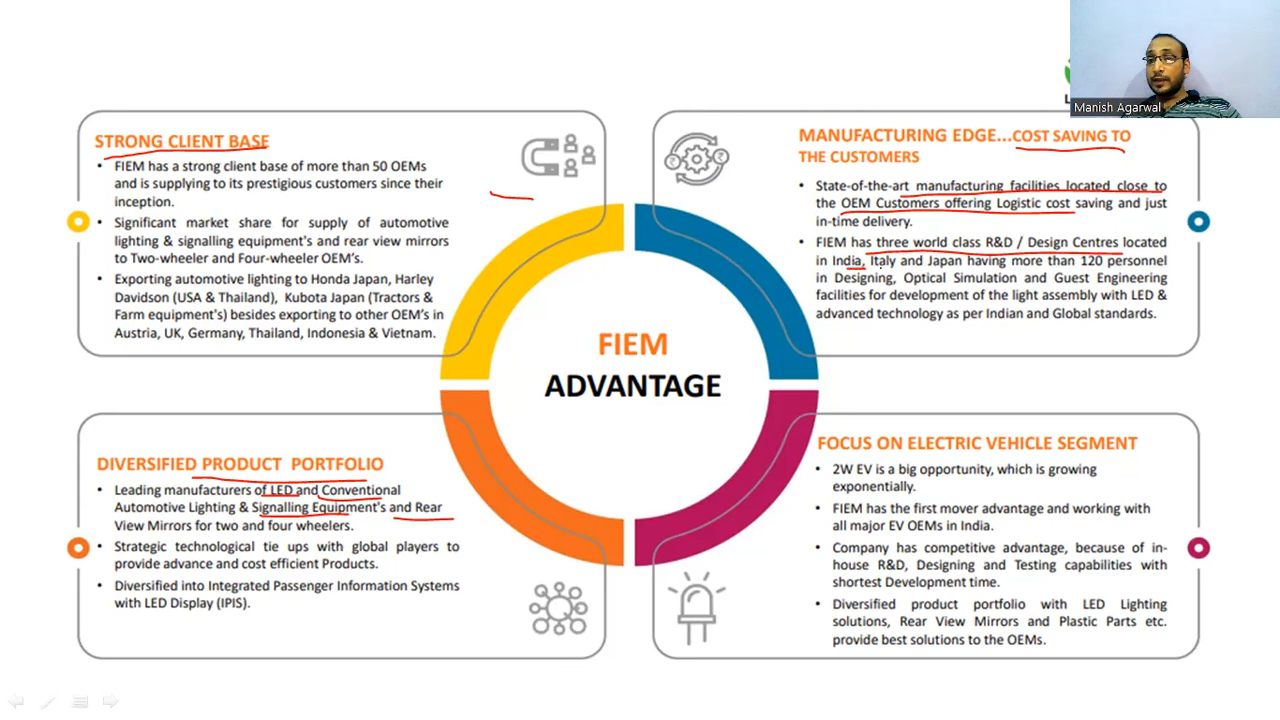 Manish Agarwal
STRONG CLIENT BASE
• FIEM has a strong client base of more than 50 OEMs
and is supplying to its prestigious customers since their
inception.
• Significant market share for supply of automotive
lighting & signalling equipment's and rear view mirrors
to Two-wheeler and Four-wheeler OEM's.
• Exporting automotive lighting to Honda Japan, Harley
Davidson (USA & Thailand), Kubota Japan (Tractors &
Farm equipment's) besides exporting to other OEM's in
Austria, UK, Germany, Thailand, Indonesia & Vietnam.
MANUFACTURING EDGE...COST SAVING TO
THE CUSTOMERS
• State-of-the-art manufacturing facilities located close to
the OEM Customers offering Logistic cost saving and just
in-time delivery.
• FIEM has three world class R&D / Design Centres located
in India, Italy and Japan having more than 120 personnel
in Designing, Optical Simulation and Guest Engineering
facilities for development of the light assembly with LED &
advanced technology as per Indian and Global standards.
FIEM
ADVANTAGE
DIVERSIFIED PRODUCT PORTFOLIO
• Leading manufacturers of LED and Conventional
Automotive Lighting & Signalling Equipment's and Rear
View Mirrors for two and four wheelers.
• Strategic technological tie ups with global players to
provide advance and cost efficient Products.
• Diversified into Integrated Passenger Information Systems
with LED Display (IPIS).
FOCUS ON ELECTRIC VEHICLE SEGMENT
• 2W EV is a big opportunity, which is growing
exponentially.
• FIEM has the first mover advantage and working with
all major EV OEMs in India.
• Company has competitive advantage, because of in-
house R&D, Designing and Testing capabilities with
shortest Development time.
• Diversified product portfolio with LED Lighting
solutions, Rear View Mirrors and Plastic Parts etc.
provide best solutions to the OEMs.